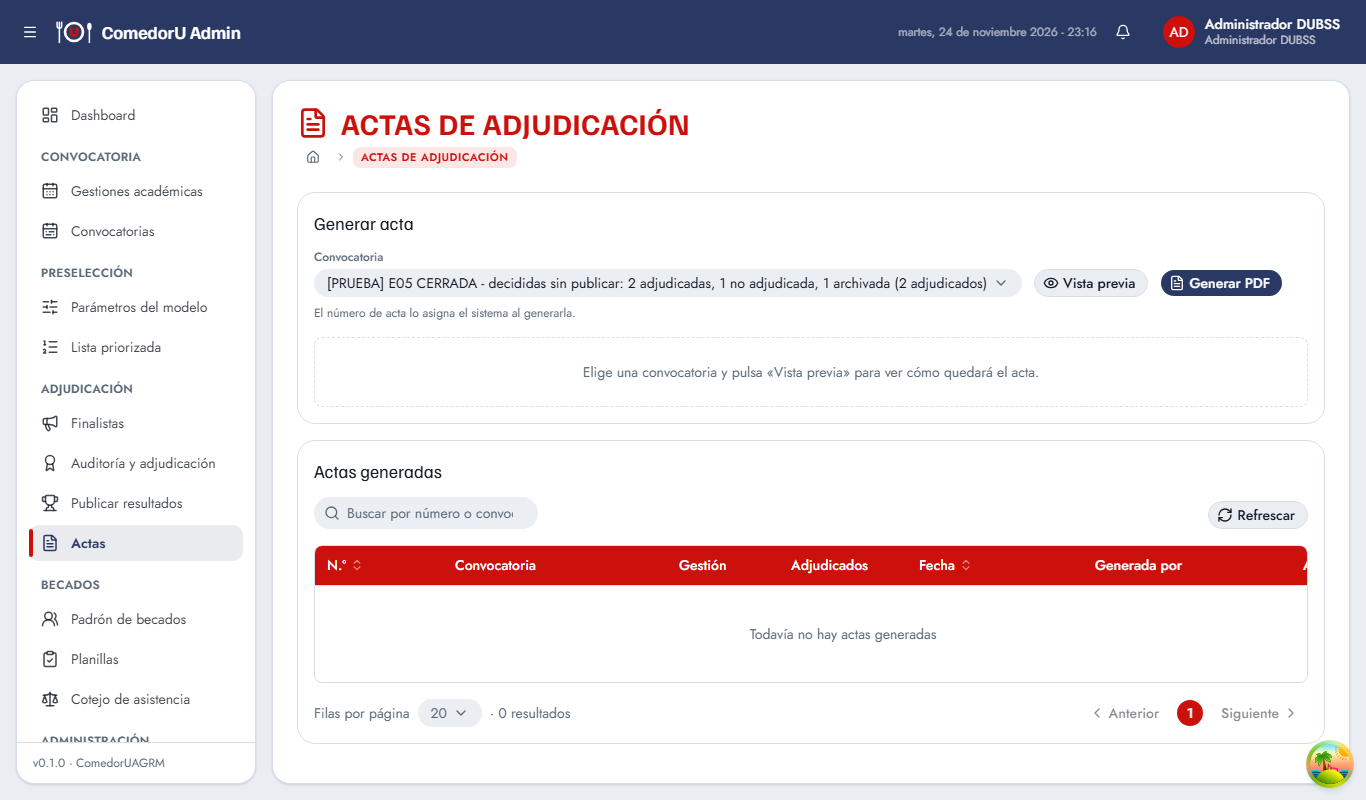 ComedorU Admin
martes, 24 de noviembre 2026 - 23:16
AD
Administrador DUBSS
Administrador DUBSS
Dashboard
CONVOCATORIA
Gestiones académicas
Convocatorias
PRESELECCIÓN
Parámetros del modelo
Lista priorizada
ADJUDICACIÓN
Finalistas
Auditoría y adjudicación
Publicar resultados
Actas
BECADOS
Padrón de becados
Planillas
Cotejo de asistencia
ADMINISTRACIÓN
v0.1.0 · ComedorUAGRM
ACTAS DE ADJUDICACIÓN
ACTAS DE ADJUDICACIÓN
Generar acta
Convocatoria
[PRUEBA] E05 CERRADA - decididas sin publicar: 2 adjudicadas, 1 no adjudicada, 1 archivada (2 adjudicados)
Vista previa
Generar PDF
El número de acta lo asigna el sistema al generarla.
Elige una convocatoria y pulsa «Vista previa» para ver cómo quedará el acta.
Actas generadas
Buscar por número o convo
Refrescar
N.º Convocatoria Gestión Adjudicados Fecha Generada por
Todavía no hay actas generadas
Filas por página 20 · 0 resultados
Anterior 1 Siguiente